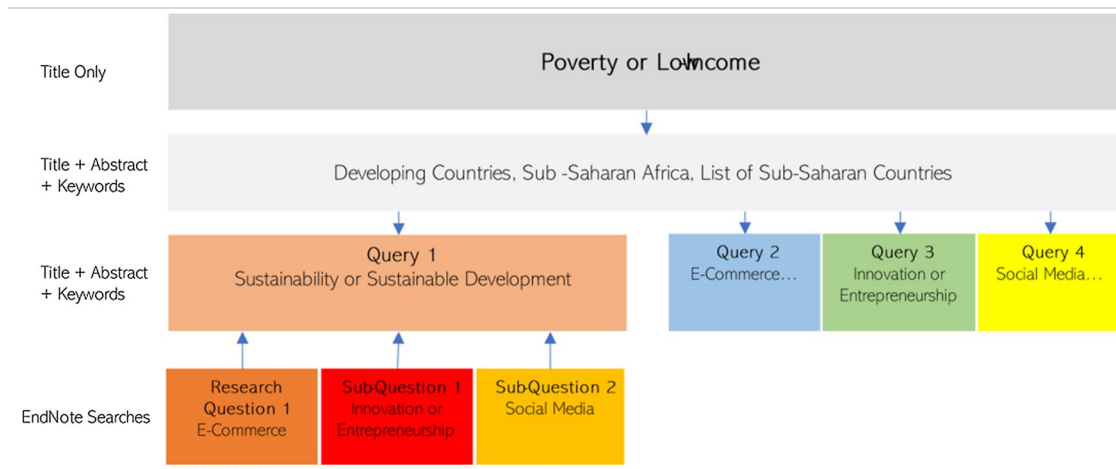 Title Only
Poverty or Low-Income
Title + Abstract
+ Keywords
Developing Countries, Sub -Saharan Africa, List of Sub-Saharan Countries
Title + Abstract
+ Keywords
Query 1
Sustainability or Sustainable Development
Query 2
E-Commerce…
Query 3
Innovation or
Entrepreneurship
Query 4
Social Media…
EndNote Searches
Research
Question 1
E-Commerce
Sub-Question 1
Innovation or
Entrepreneurship
Sub-Question 2
Social Media